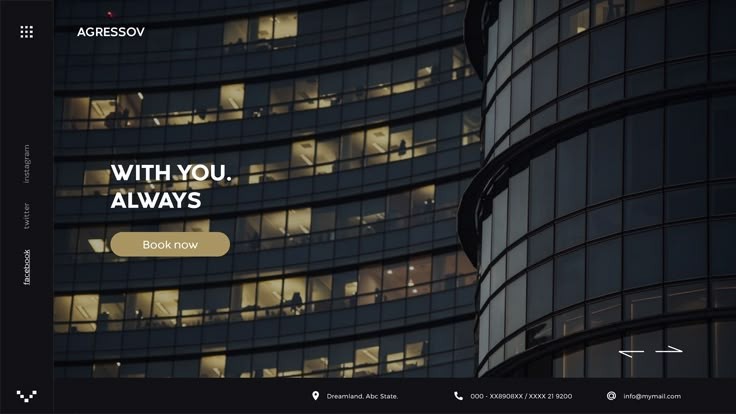 AGRESSOV
instagram
twitter
facebook
WITH YOU.
ALWAYS
Book now
Dreamland, Abc State.
000 - XX8908XX / XXXX 21 9200
info@mymail.com